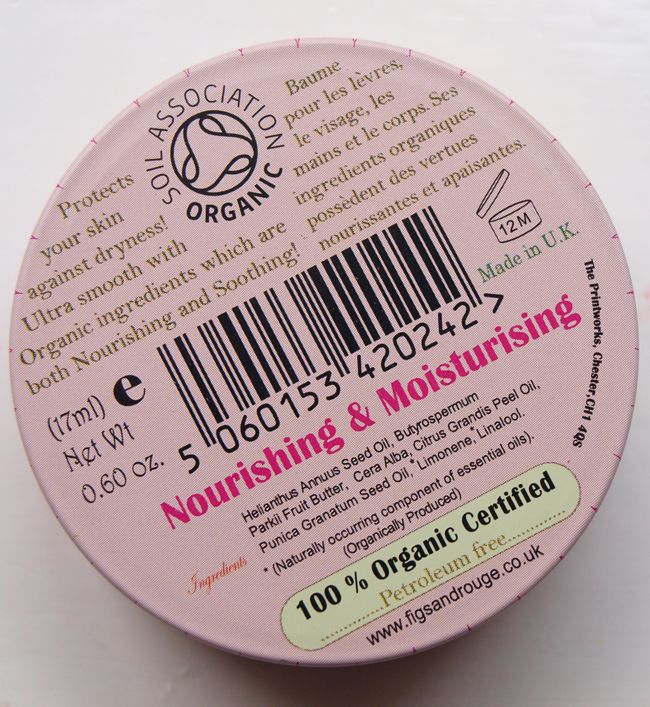 SOIL ASSOCIATION
ORGANIC
Protects
your skin
against dryness!
Ultra smooth with
Organic ingredients which are
both Nourishing and Soothing!
Baume
pour les lèvres,
le visage, les
mains et le corps. Ses
ingredients organiques
possèdent des vertues
nourissantes et apaisantes.
12M
Made in U.K.
The Printworks, Chester,CH1 4QS
(17ml) e
Net Wt
0.60 oz.
5 060153 420242 >
Nourishing & Moisturising
Helianthus Annuus Seed Oil, Butyrospermum
Parkii Fruit Butter, Cera Alba, Citrus Grandis Peel Oil,
Punica Granatum Seed Oil, *Limonene,*Linalool.
* (Naturally occurring component of essential oils).
(Organically Produced)
Ingredients
100 % Organic Certified
Petroleum free
www.figsandrouge.co.uk